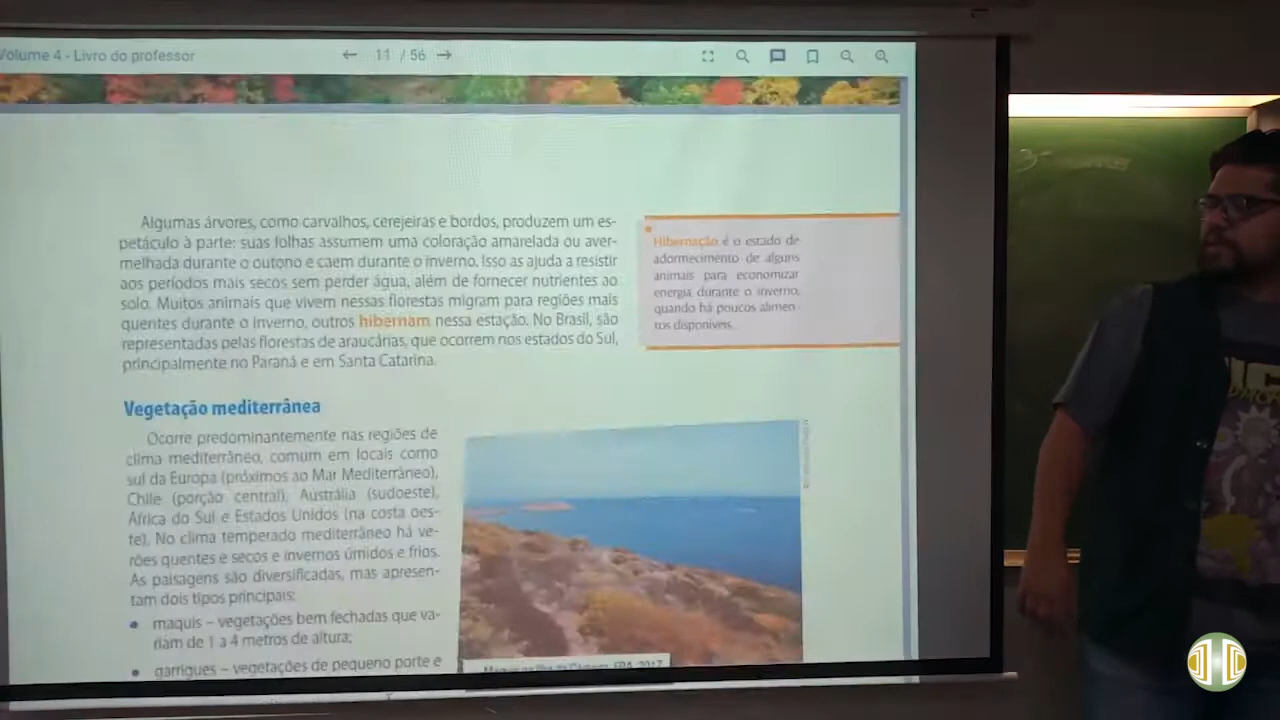 Volume 4 - Livro do professor
← 11 / 56 →
Algumas árvores, como carvalhos, cerejeiras e bordos, produzem um es-
petáculo à parte: suas folhas assumem uma coloração amarelada ou aver-
melhada durante o outono e caem durante o inverno. Isso as ajuda a resistir
aos períodos mais secos sem perder água, além de fornecer nutrientes ao
solo. Muitos animais que vivem nessas florestas migram para regiões mais
quentes durante o inverno, outros hibernam nessa estação. No Brasil, são
representadas pelas florestas de araucárias, que ocorrem nos estados do Sul,
principalmente no Paraná e em Santa Catarina.
Hibernação é o estado de
adormecimento de alguns
animais para economizar
energia durante o inverno,
quando há poucos alimen-
tos disponíveis.
Vegetação mediterrânea
Ocorre predominantemente nas regiões de
clima mediterrâneo, comum em locais como
sul da Europa (próximos ao Mar Mediterrâneo),
Chile (porção central), Austrália (sudoeste),
África do Sul e Estados Unidos (na costa oes-
te). No clima temperado mediterrâneo há ve-
rões quentes e secos e invernos úmidos e frios.
As paisagens são diversificadas, mas apresen-
tam dois tipos principais:
• maquis – vegetações bem fechadas que va-
riam de 1 a 4 metros de altura;
• garrigues – vegetações de pequeno porte e